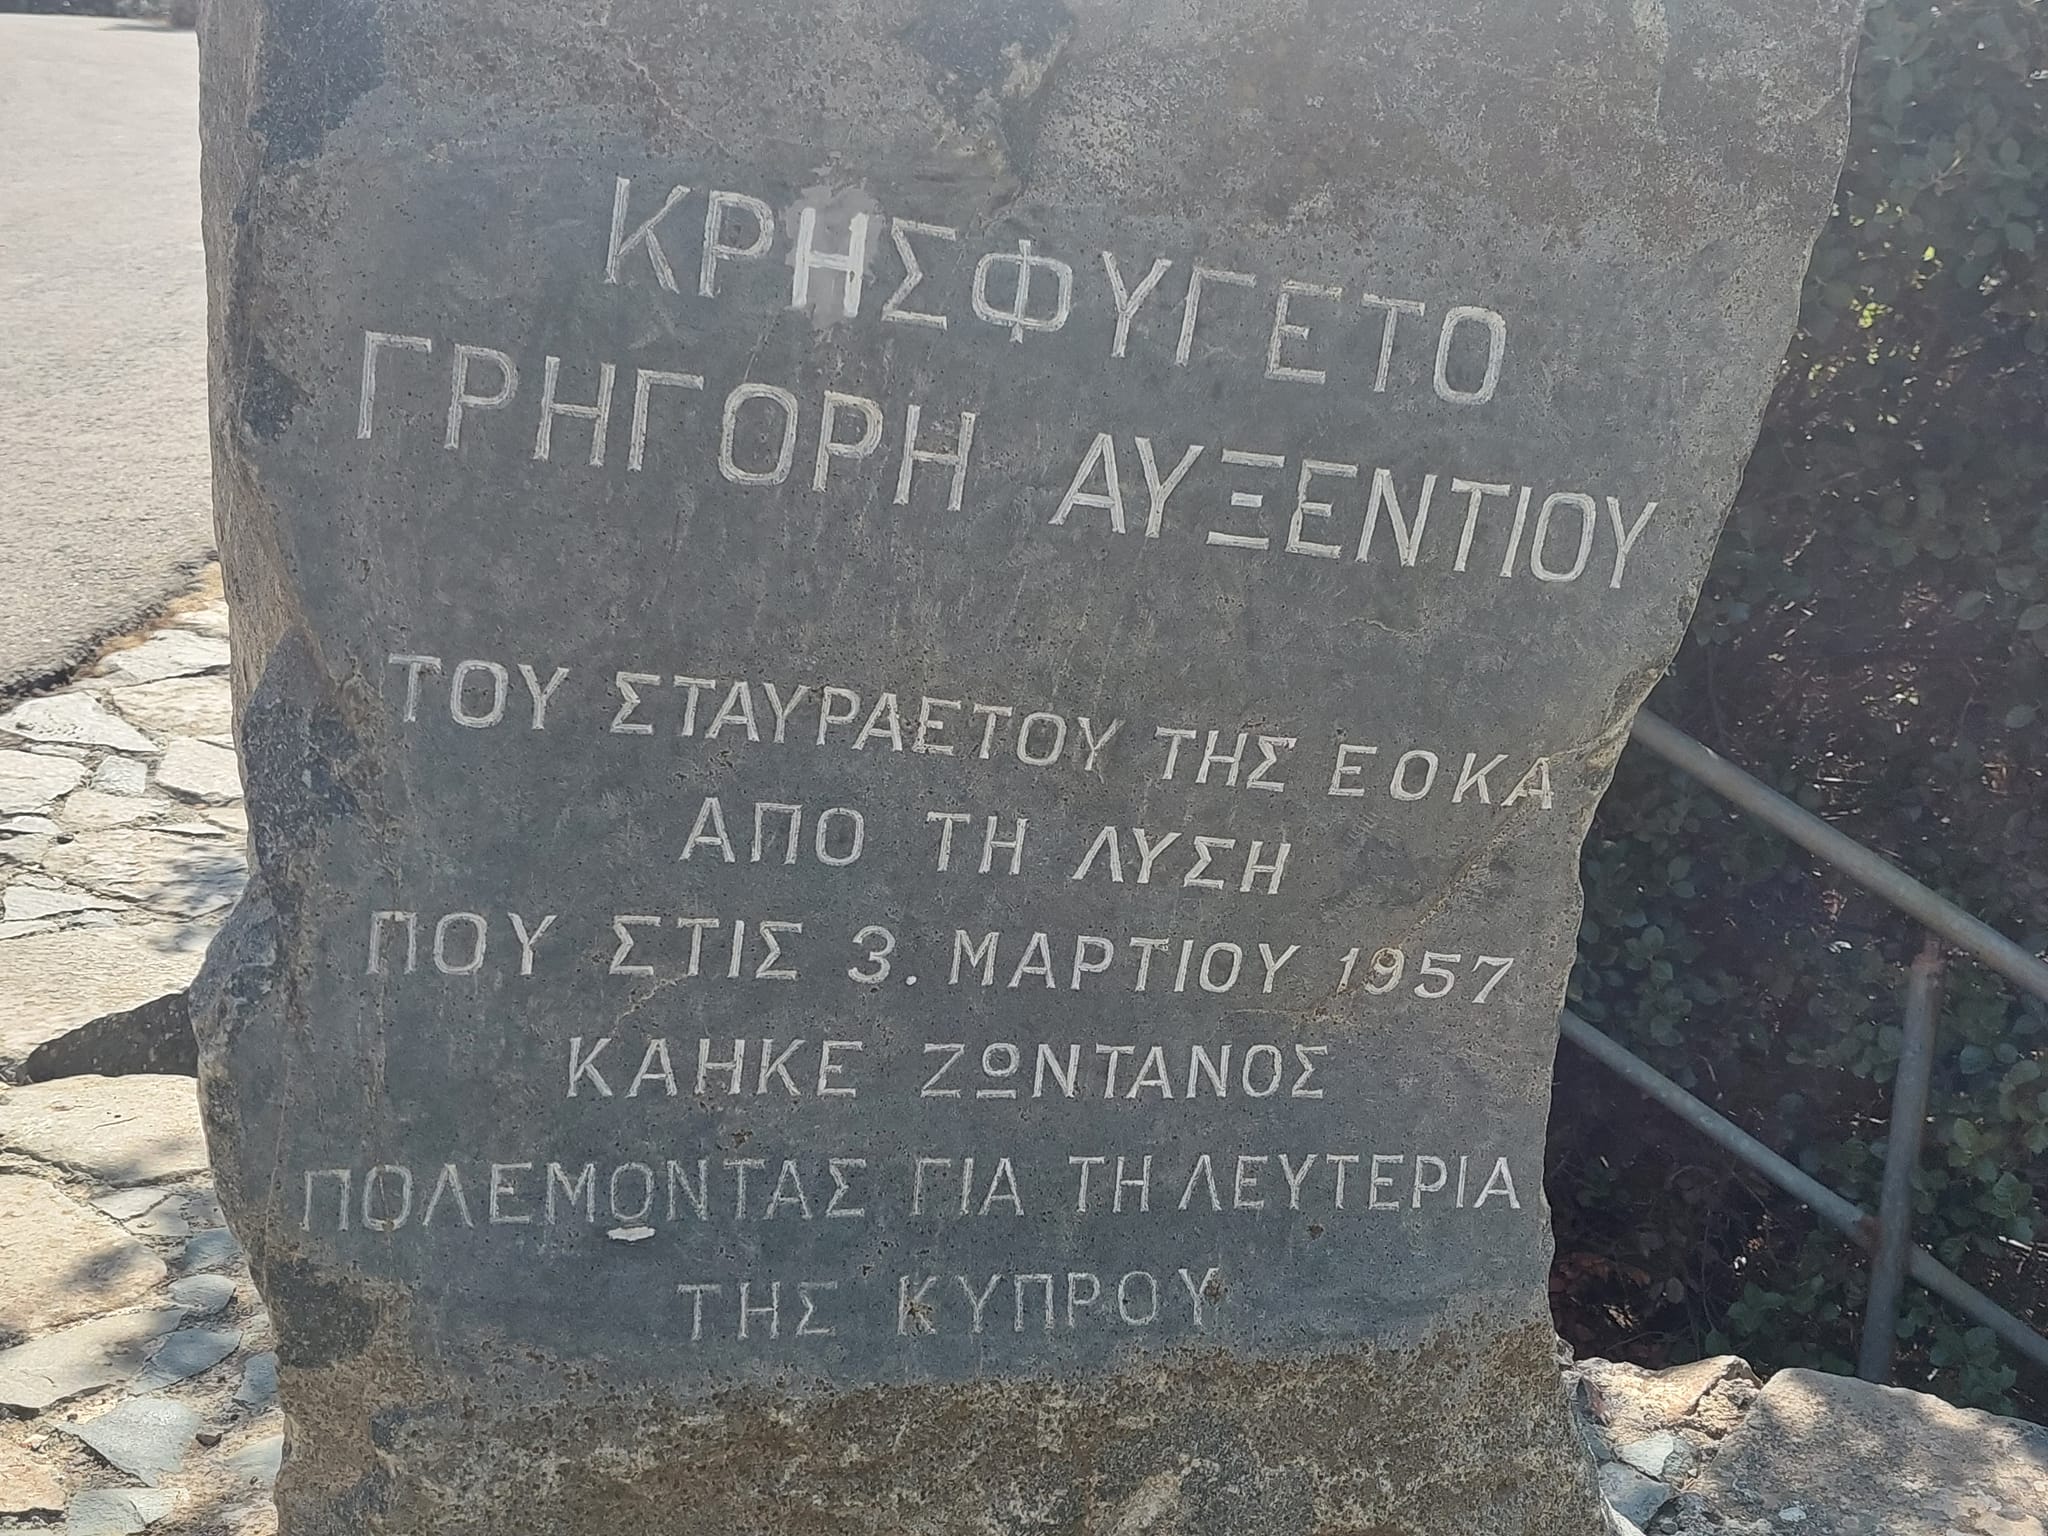 ΚΡΗΣΦΥΓΕΤΟ
ΓΡΗΓΟΡΗ ΑΥΞΕΝΤΙΟΥ
ΤΟΥ ΣΤΑΥΡΑΕΤΟΥ ΤΗΣ ΕΟΚΑ
ΑΠΟ ΤΗ ΛΥΣΗ
ΠΟΥ ΣΤΙΣ 3. ΜΑΡΤΙΟΥ 1957
ΚΑΗΚΕ ΖΩΝΤΑΝΟΣ
ΠΟΛΕΜΟΝΤΑΣ ΓΙΑ ΤΗ ΛΕΥΤΕΡΙΑ
ΤΗΣ ΚΥΠΡΟΥ